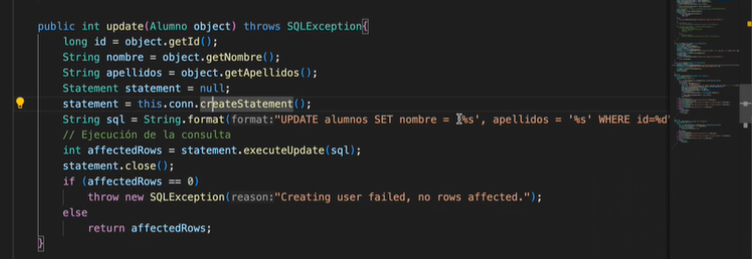 public int update(Alumno object) throws SQLException{
long id = object.getId();
String nombre = object.getNombre();
String apellidos = object.getApellidos();
Statement statement = null;
statement = this.conn.createStatement();
String sql = String.format(format:"UPDATE alumnos SET nombre = '%s', apellidos = '%s' WHERE id=%d"
// Ejecución de la consulta
int affectedRows = statement.executeUpdate(sql);
statement.close();
if (affectedRows == 0)
throw new SQLException(reason:"Creating user failed, no rows affected.");
else
return affectedRows;
}